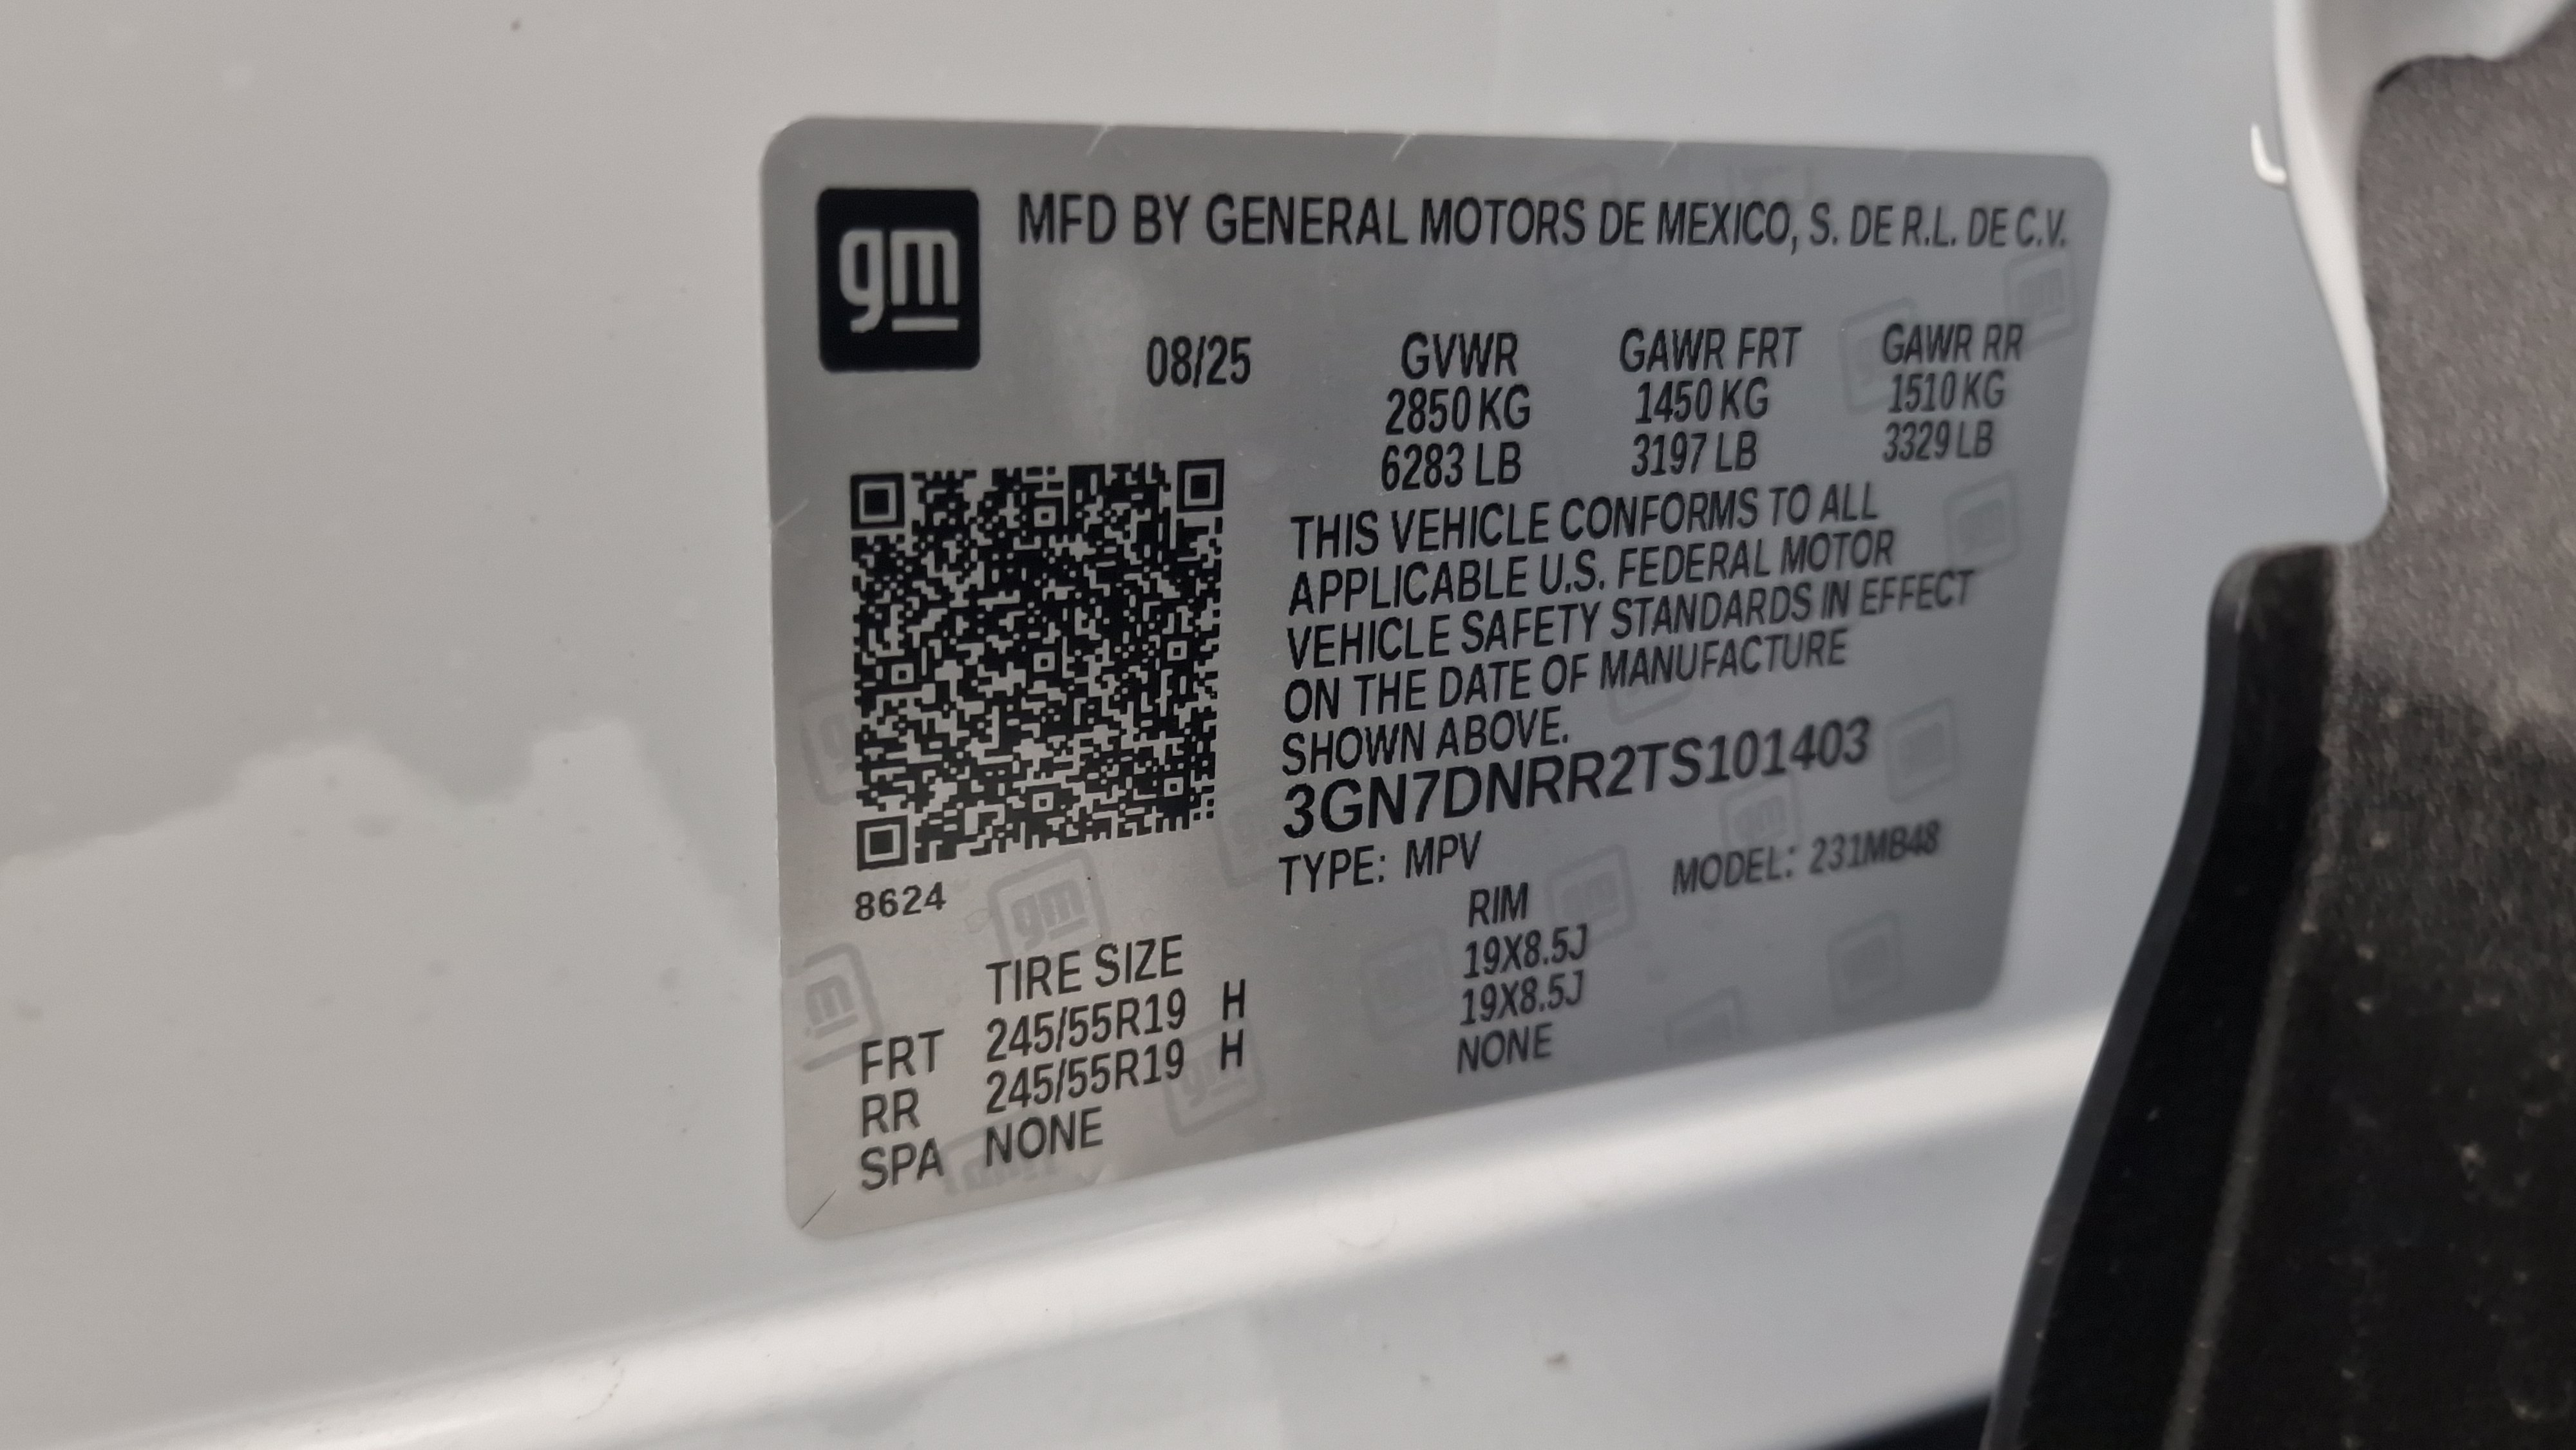 gm
MFD BY GENERAL MOTORS DE MEXICO, S. DE R.L. DE C.V.
08/25 GVWR GAWR FRT GAWR RR
2850 KG 1450 KG 1510 KG
6283 LB 3197 LB 3329 LB
THIS VEHICLE CONFORMS TO ALL
APPLICABLE U.S. FEDERAL MOTOR
VEHICLE SAFETY STANDARDS IN EFFECT
ON THE DATE OF MANUFACTURE
SHOWN ABOVE.
3GN7DNRR2TS101403
TYPE: MPV MODEL: 231MB48
8624
TIRE SIZE RIM
FRT 245/55R19 H 19X8.5J
RR 245/55R19 H 19X8.5J
SPA NONE NONE